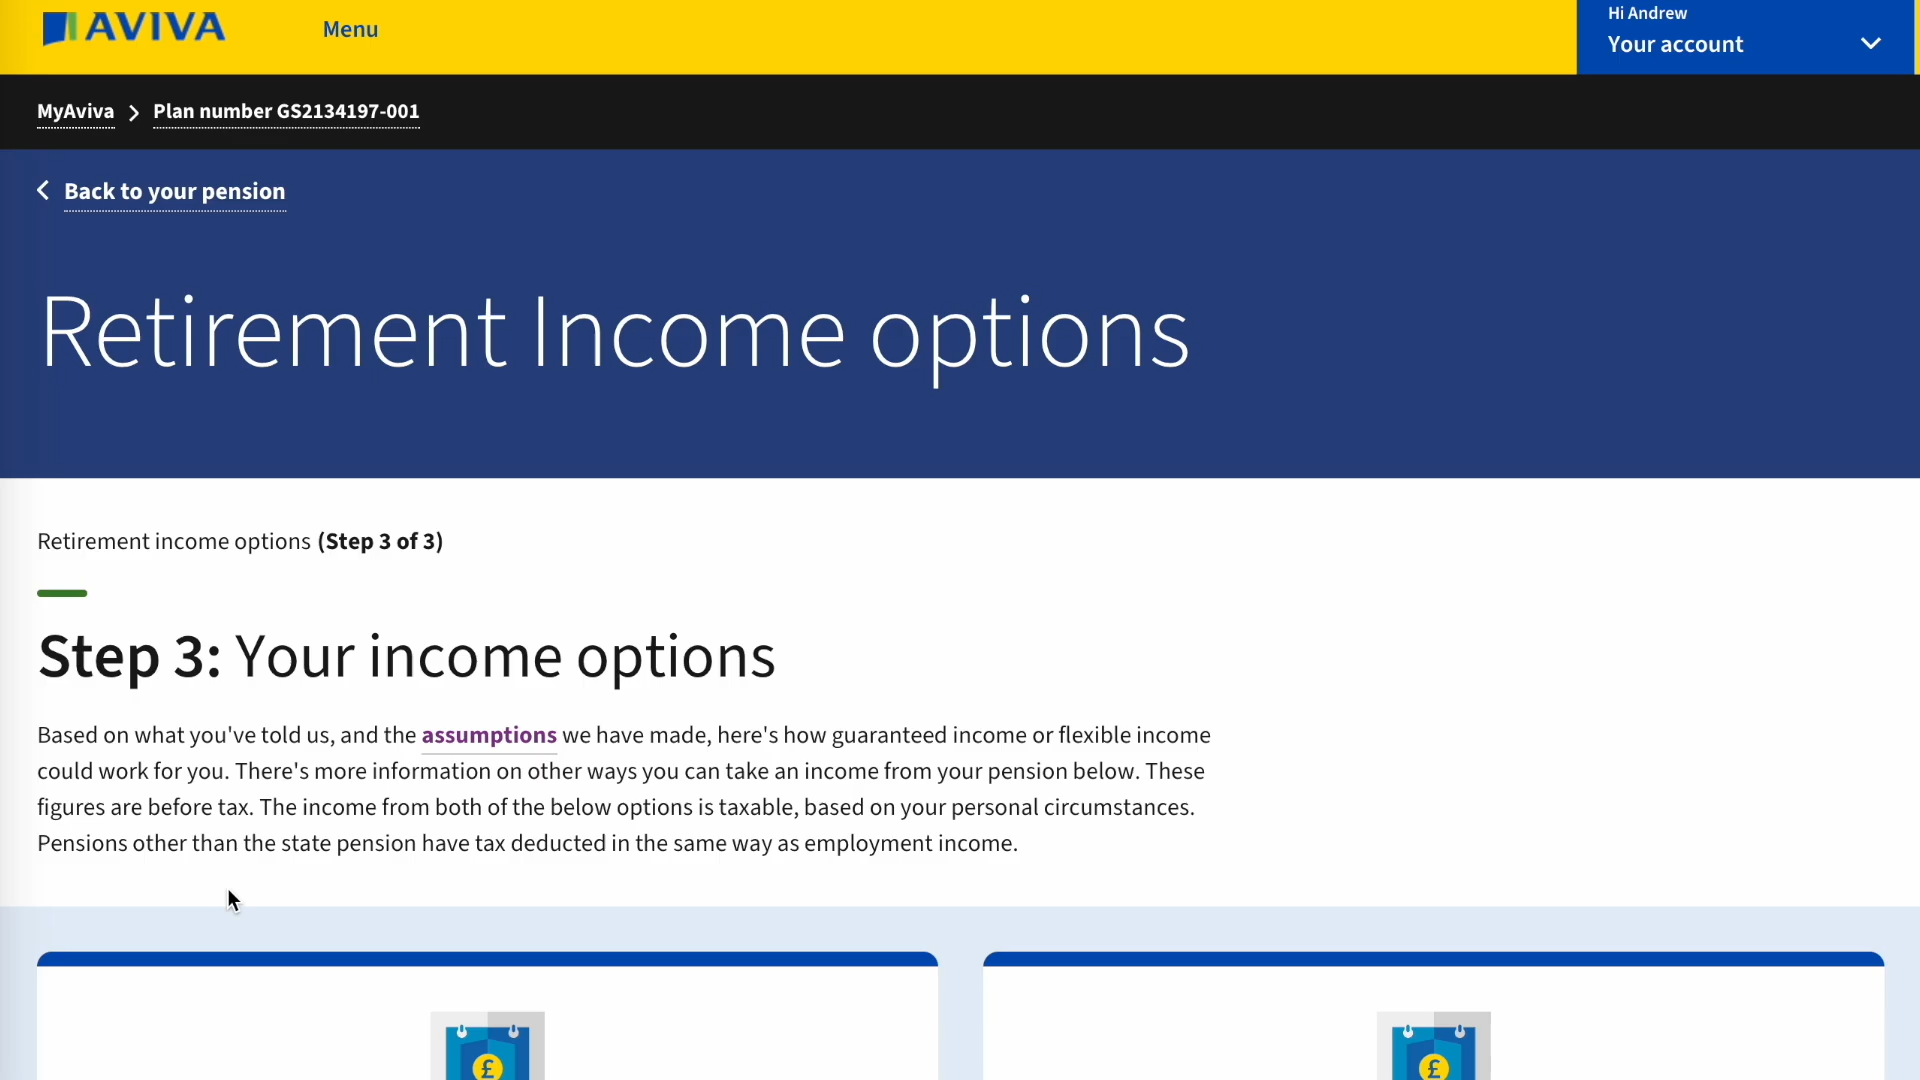 AVIVA
Menu
Hi Andrew
Your account
MyAviva
Plan number GS2134197-001
Back to your pension
Retirement Income options
Retirement income options (Step 3 of 3)
Step 3: Your income options
Based on what you've told us, and the assumptions we have made, here's how guaranteed income or flexible income
could work for you. There's more information on other ways you can take an income from your pension below. These
figures are before tax. The income from both of the below options is taxable, based on your personal circumstances.
Pensions other than the state pension have tax deducted in the same way as employment income.
£
£